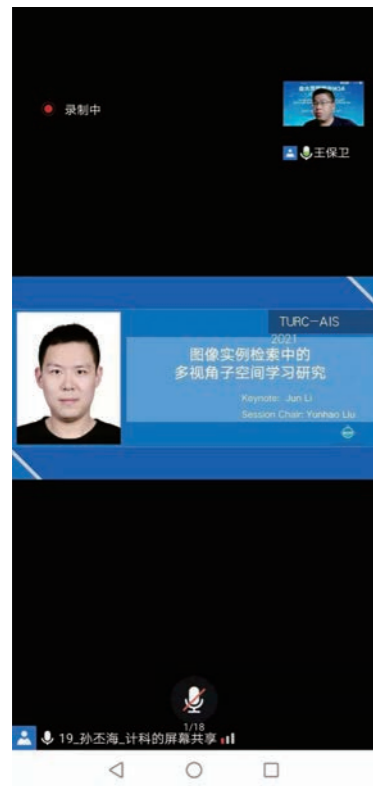 录制中
王保卫
TURC-AIS
2021
图像实例检索中的
多视角子空间学习研究
Keynote: Jun Li
Session Chair: Yunhao Liu
1/18
19_孙丕海_计科的屏幕共享